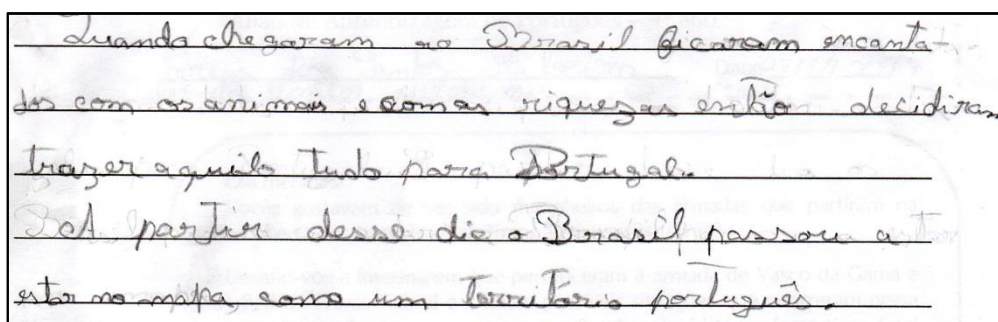 Quando chegaram ao Brasil ficaram encanta-
dos com os animais e com as riquezas então decidiram
trazer aquilo tudo para Portugal.
A partir desse dia o Brasil passou a
estar no mapa, como um território português.